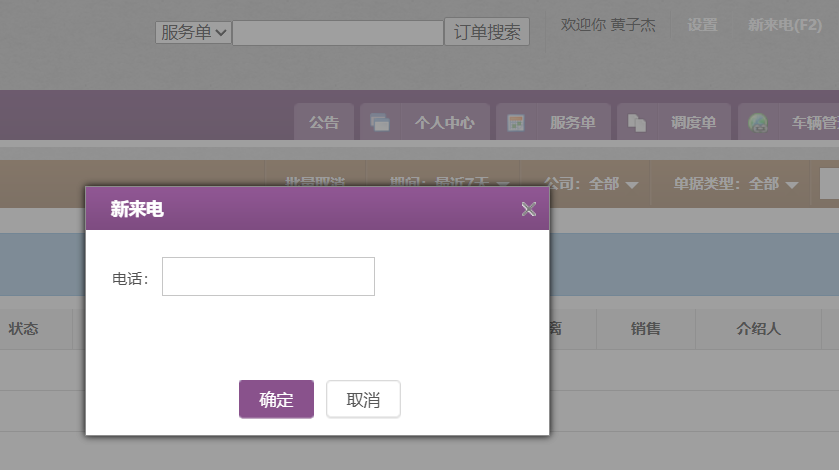 服务单 订单搜索 欢迎你 黄子杰 设置 新来电(F2)
公告 个人中心 服务单 调度单 车辆管
批量取消 期间：最近7天 公司：全部 单据类型：全部
新来电
电话：
状态 离 销售 介绍人
确定 取消